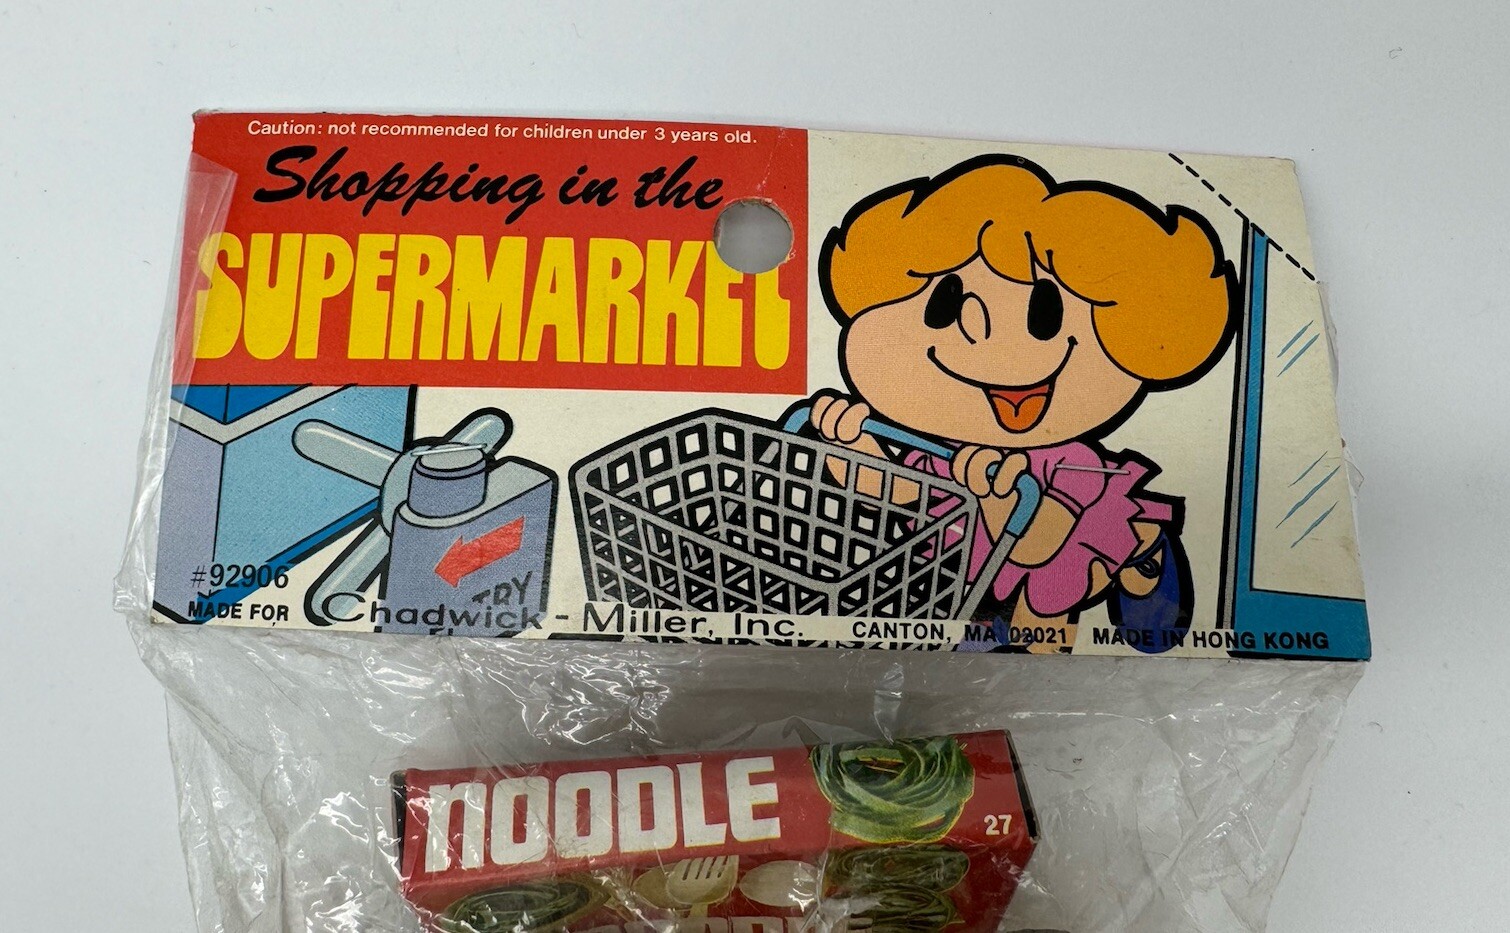 Caution: not recommended for children under 3 years old.
Shopping in the
SUPERMARKET
#92906
MADE FOR Chadwick - Miller, Inc. CANTON, MA 02021 MADE IN HONG KONG
NOODLE
27